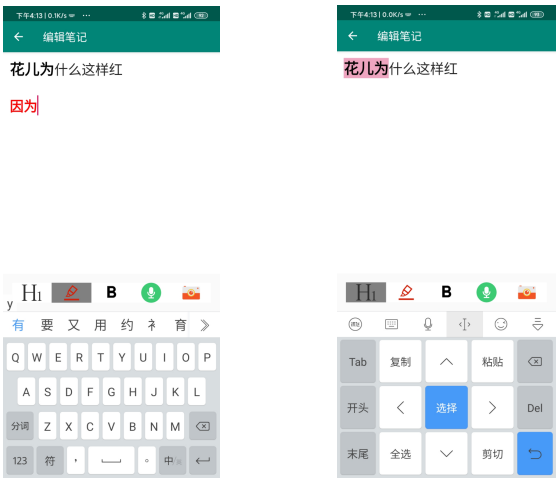 下午4:13 | 0.1K/s
编辑笔记
花儿为什么这样红
因为
H1 B
y
有 要 又 用 约 礻 育
Q W E R T Y U I O P
A S D F G H J K L
分词 Z X C V B N M
123 符 , 。 中/英
下午4:13 | 0.0K/s
编辑笔记
花儿为什么这样红
H1 B
Tab 复制 粘贴
开头 选择 Del
末尾 全选 剪切